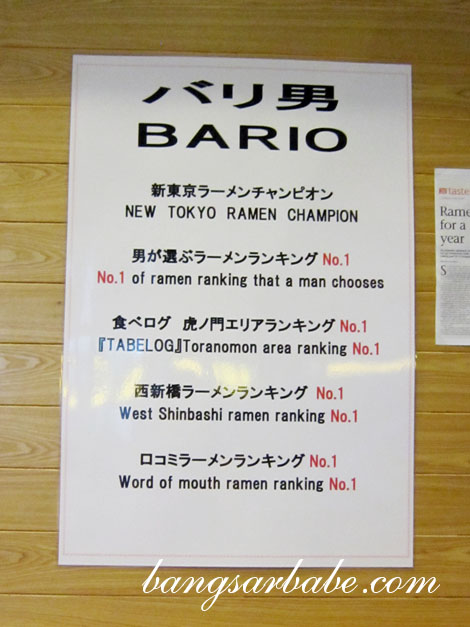 バリ男
BARIO
新東京ラーメンチャンピオン
NEW TOKYO RAMEN CHAMPION
男が選ぶラーメンランキング No.1
No.1 of ramen ranking that a man chooses
食べログ 虎ノ門エリアランキング No.1
『TABELOG』Toranomon area ranking No.1
西新橋ラーメンランキング No.1
West Shinbashi ramen ranking No.1
口コミラーメンランキング No.1
Word of mouth ramen ranking No.1
taste
Rame
for a
year
bangsarbabe.com